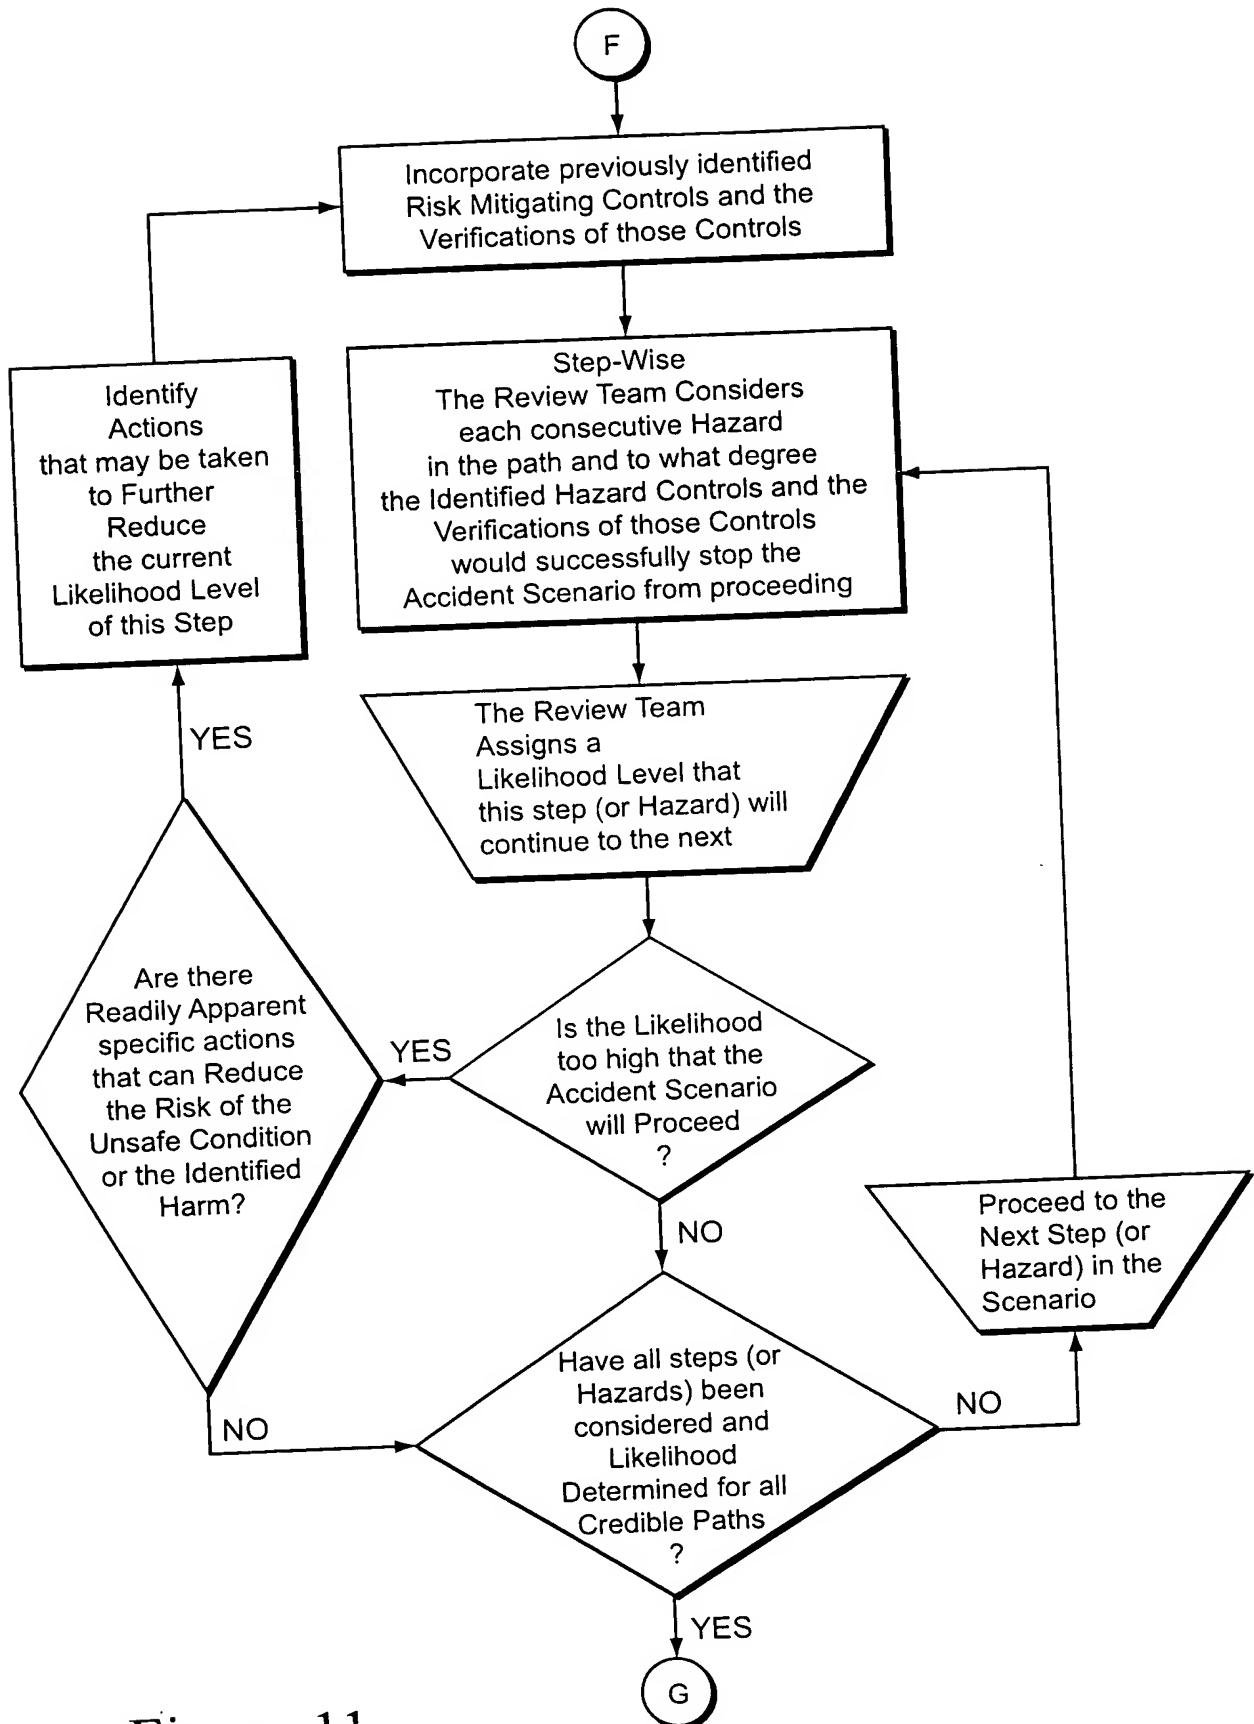 F
Incorporate previously identified
Risk Mitigating Controls and the
Verifications of those Controls
Step-Wise
The Review Team Considers
each consecutive Hazard
in the path and to what degree
the Identified Hazard Controls and the
Verifications of those Controls
would successfully stop the
Accident Scenario from proceeding
Identify
Actions
that may be taken
to Further
Reduce
the current
Likelihood Level
of this Step
The Review Team
Assigns a
Likelihood Level that
this step (or Hazard) will
continue to the next
YES
Are there
Readily Apparent
specific actions
that can Reduce
the Risk of the
Unsafe Condition
or the Identified
Harm?
YES
Is the Likelihood
too high that the
Accident Scenario
will Proceed
?
NO
Proceed to the
Next Step (or
Hazard) in the
Scenario
Have all steps (or
Hazards) been
considered and
Likelihood
Determined for all
Credible Paths
?
NO
NO
YES
G
Figure 11